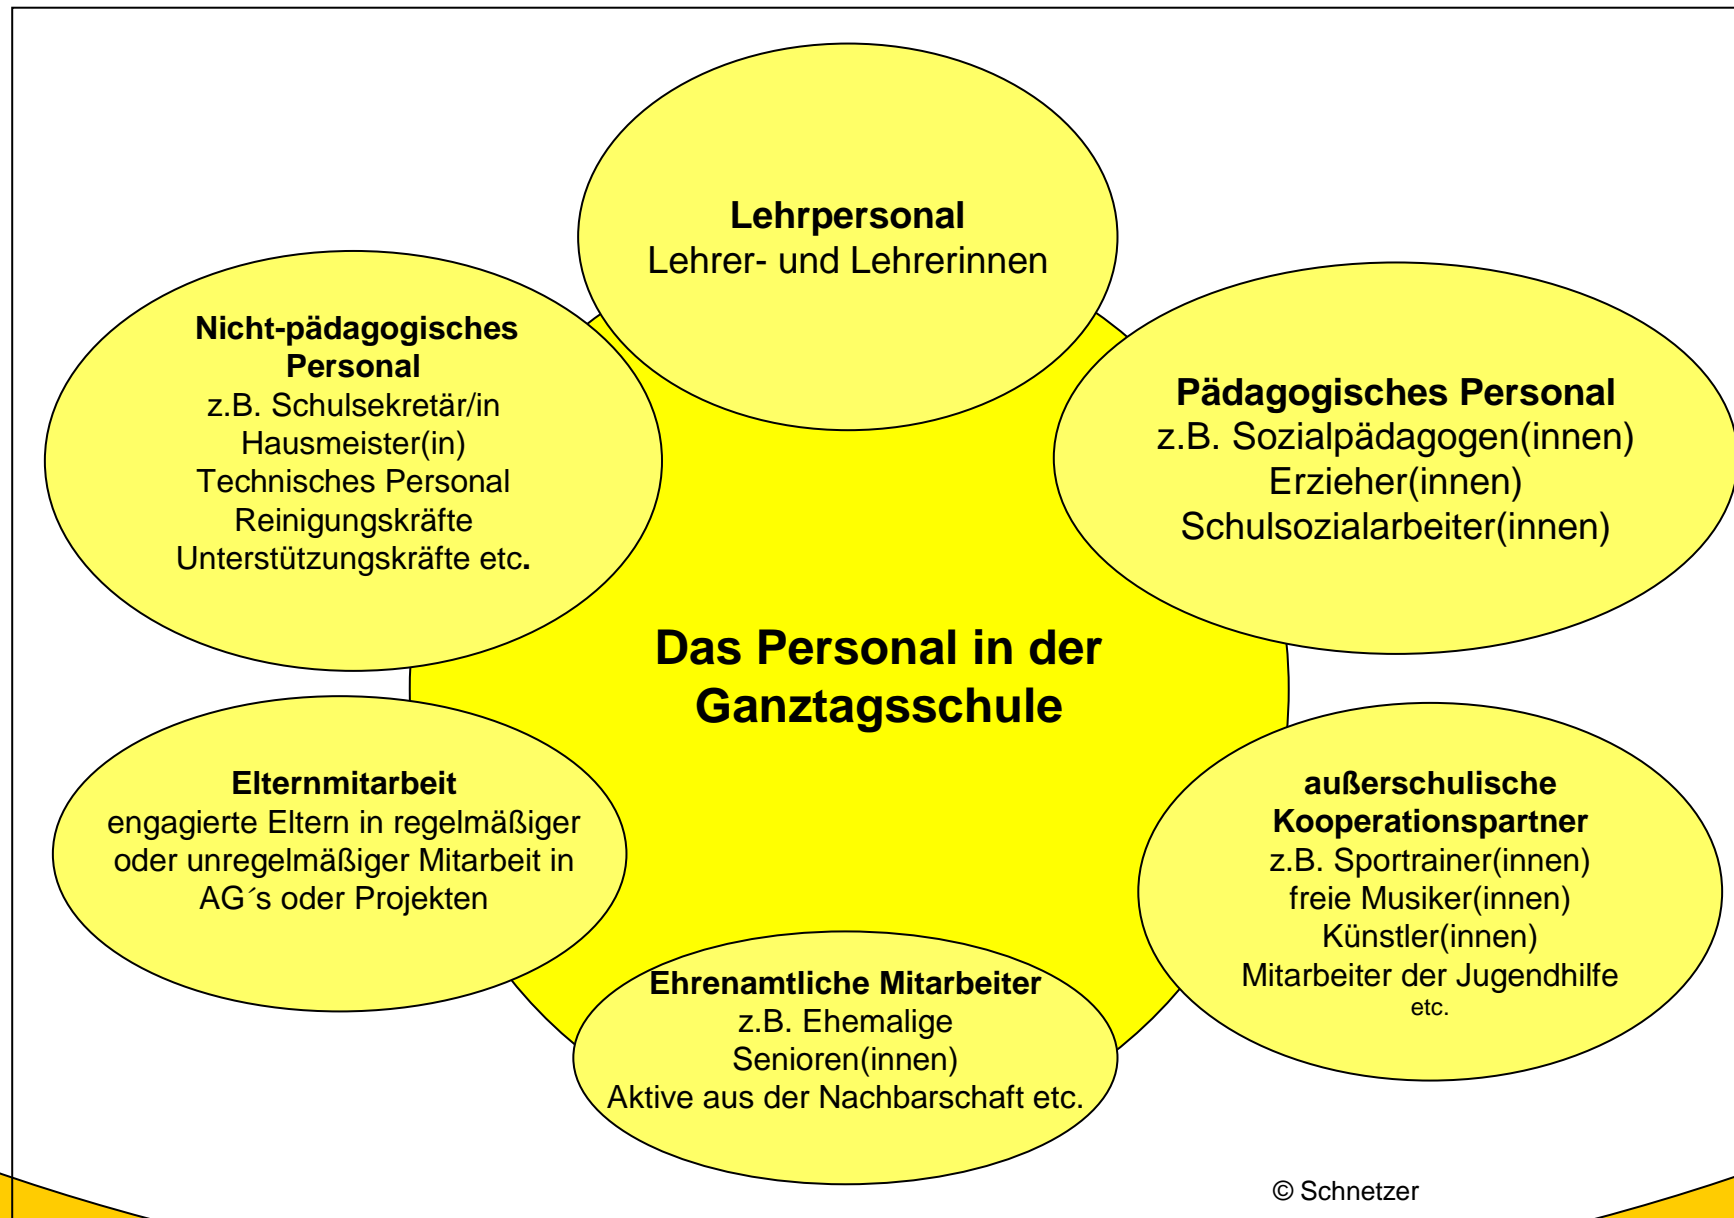 Lehrpersonal
Lehrer- und Lehrerinnen
Nicht-pädagogisches
Personal
z.B. Schulsekretär/in
Hausmeister(in)
Technisches Personal
Reinigungskräfte
Unterstützungskräfte etc.
Pädagogisches Personal
z.B. Sozialpädagogen(innen)
Erzieher(innen)
Schulsozialarbeiter(innen)
Das Personal in der
Ganztagsschule
Elternmitarbeit
engagierte Eltern in regelmäßiger
oder unregelmäßiger Mitarbeit in
AG´s oder Projekten
außerschulische
Kooperationspartner
z.B. Sportrainer(innen)
freie Musiker(innen)
Künstler(innen)
Mitarbeiter der Jugendhilfe
etc.
Ehrenamtliche Mitarbeiter
z.B. Ehemalige
Senioren(innen)
Aktive aus der Nachbarschaft etc.
© Schnetzer